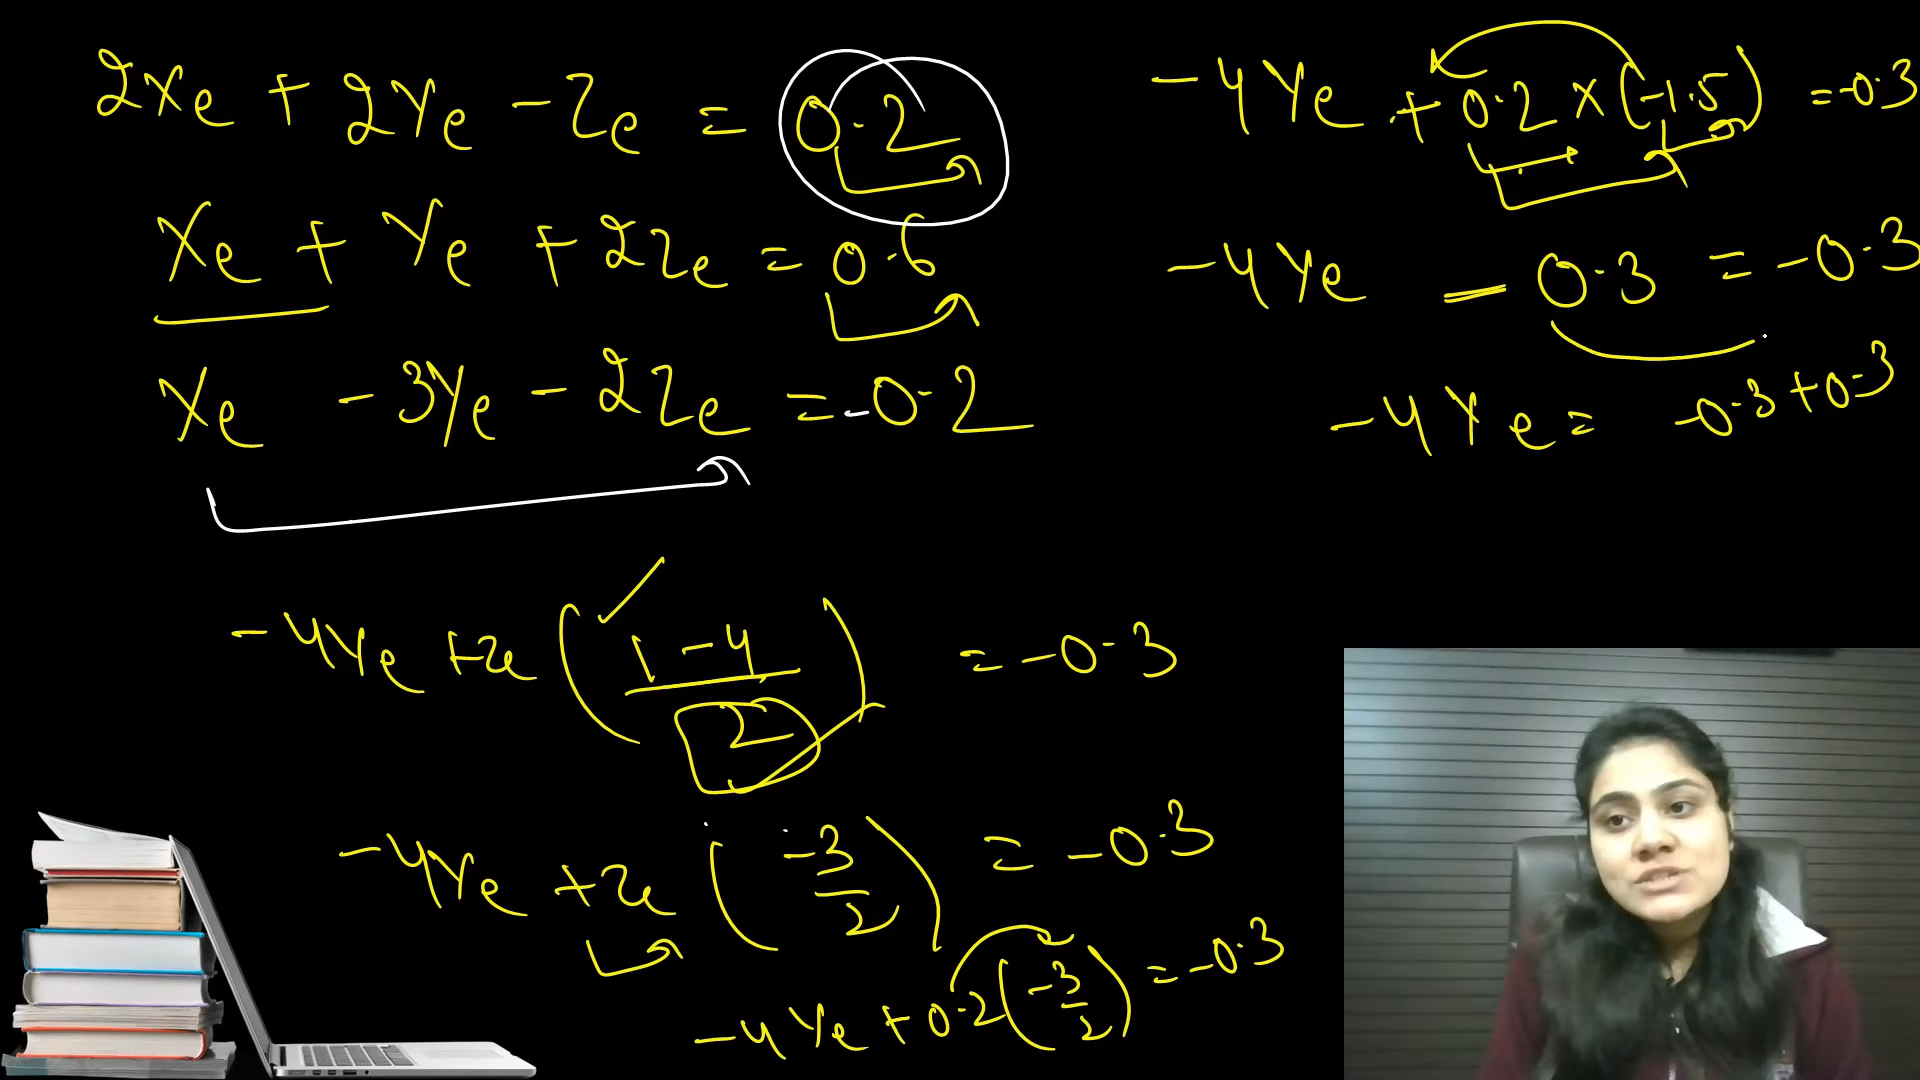 2Xe + 2Ye - Ze = 0.2
Xe + Ye + 2Ze = 0.6
Xe - 3Ye - 2Ze = -0.2
-4Ye + Ze (1-4/2) = -0.3
-4Ye + Ze (-3/2) = -0.3
-4Ye + 0.2 (-3/2) = -0.3
-4Ye + 0.2 × (-1.5) = -0.3
-4Ye - 0.3 = -0.3
-4Ye = -0.3 + 0.3